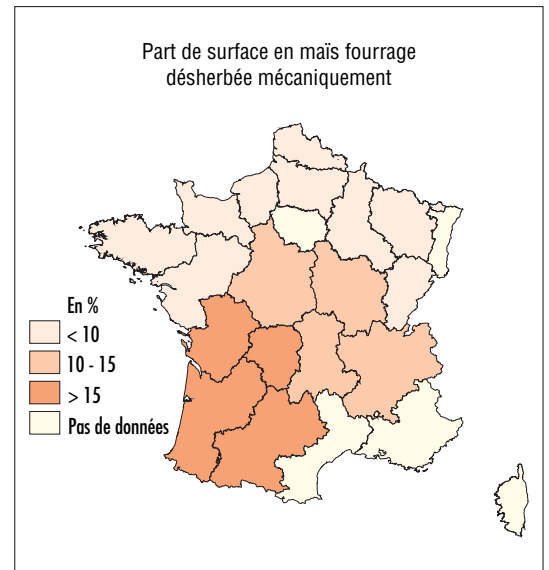 Part de surface en maïs fourrage
désherbée mécaniquement
En %
< 10
10 - 15
> 15
Pas de données